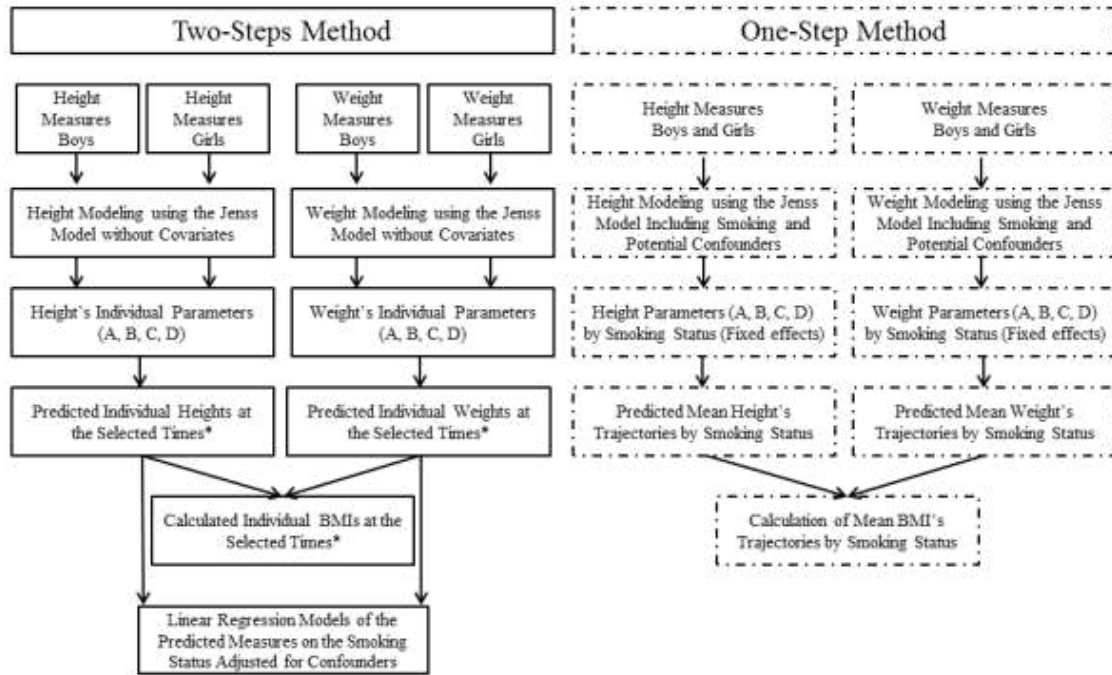 Two-Steps Method
One-Step Method
Height
Measures
Boys
Height
Measures
Girls
Weight
Measures
Boys
Weight
Measures
Girls
Height Measures
Boys and Girls
Weight Measures
Boys and Girls
Height Modeling using the Jenss
Model without Covariates
Weight Modeling using the Jenss
Model without Covariates
Height Modeling using the Jenss
Model Including Smoking and
Potential Confounders
Weight Modeling using the Jenss
Model Including Smoking and
Potential Confounders
Height`s Individual Parameters
(A, B, C, D)
Weight`s Individual Parameters
(A, B, C, D)
Height Parameters (A, B, C, D)
by Smoking Status (Fixed effects)
Weight Parameters (A, B, C, D)
by Smoking Status (Fixed effects)
Predicted Individual Heights at
the Selected Times*
Predicted Individual Weights at
the Selected Times*
Predicted Mean Height’s
Trajectories by Smoking Status
Predicted Mean Weight’s
Trajectories by Smoking Status
Calculated Individual BMIs at the
Selected Times*
Calculation of Mean BMI’s
Trajectories by Smoking Status
Linear Regression Models of the
Predicted Measures on the Smoking
Status Adjusted for Confounders